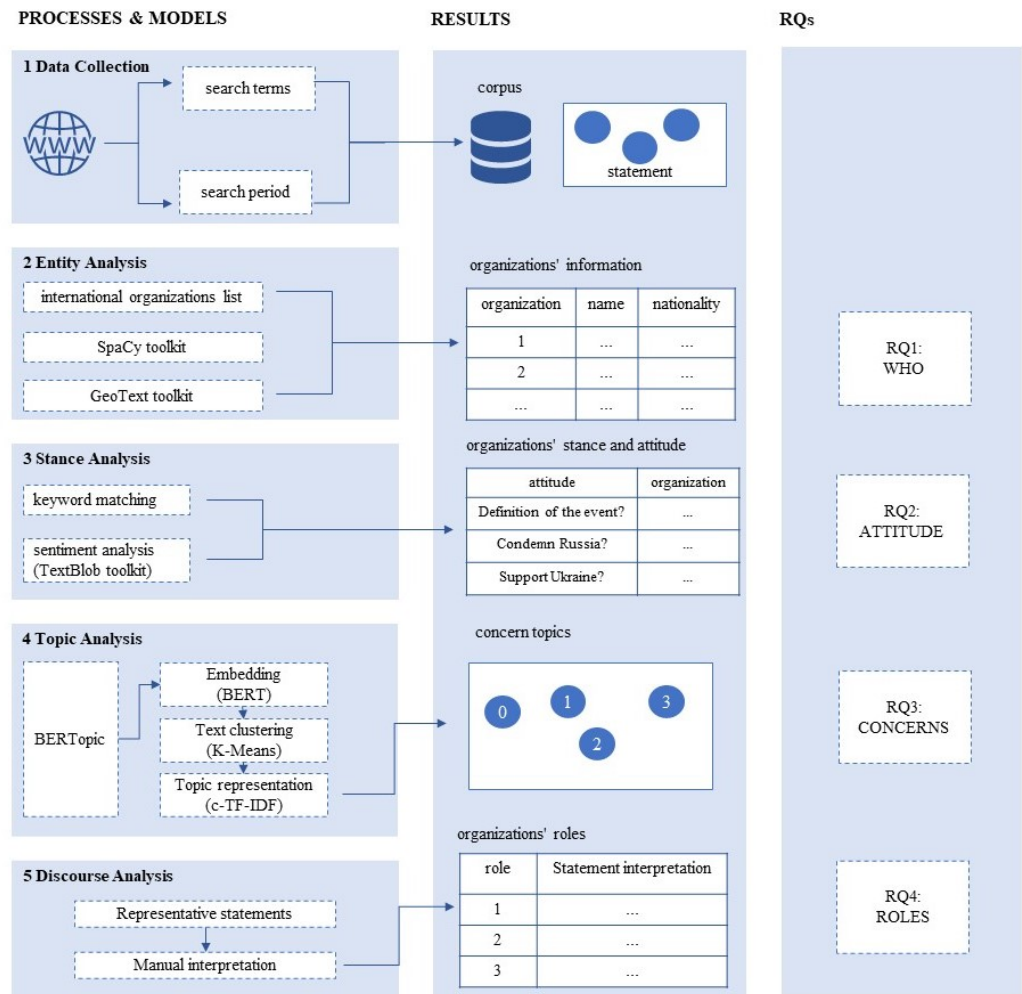 PROCESSES & MODELS
RESULTS
RQs
1 Data Collection
WWW
search terms
search period
corpus
statement
2 Entity Analysis
international organizations list
SpaCy toolkit
GeoText toolkit
organizations' information
organization name nationality
1 ... ...
2 ... ...
... ... ...
RQ1:
WHO
3 Stance Analysis
keyword matching
sentiment analysis
(TextBlob toolkit)
organizations' stance and attitude
attitude organization
Definition of the event? ...
Condemn Russia? ...
Support Ukraine? ...
RQ2:
ATTITUDE
4 Topic Analysis
BERTopic
Embedding
(BERT)
Text clustering
(K-Means)
Topic representation
(c-TF-IDF)
concern topics
0
1
2
3
RQ3:
CONCERNS
5 Discourse Analysis
Representative statements
Manual interpretation
organizations' roles
role Statement interpretation
1 ...
2 ...
3 ...
RQ4:
ROLES